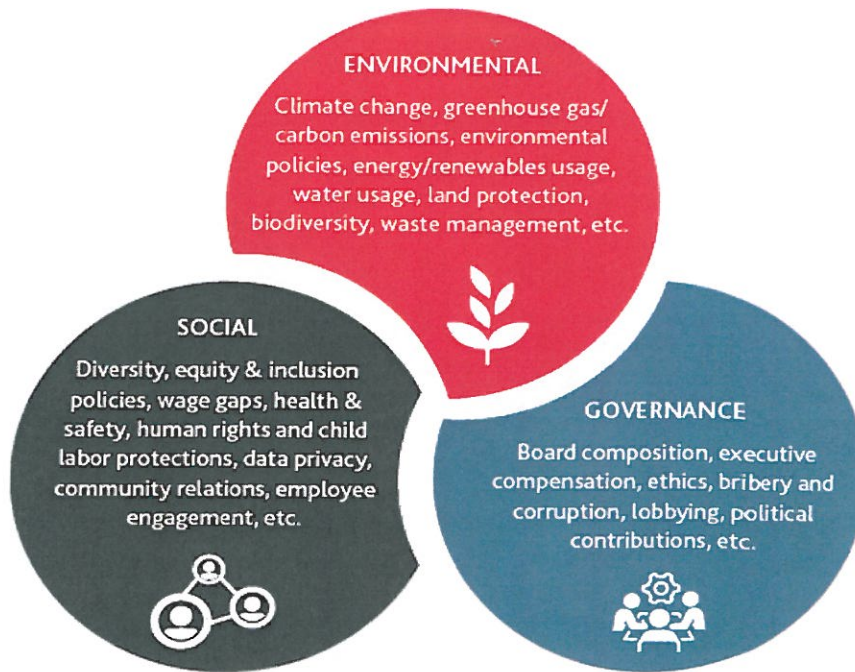 ENVIRONMENTAL
Climate change, greenhouse gas/
carbon emissions, environmental
policies, energy/renewables usage,
water usage, land protection,
biodiversity, waste management, etc.
SOCIAL
Diversity, equity & inclusion
policies, wage gaps, health &
safety, human rights and child
labor protections, data privacy,
community relations, employee
engagement, etc.
GOVERNANCE
Board composition, executive
compensation, ethics, bribery and
corruption, lobbying, political
contributions, etc.